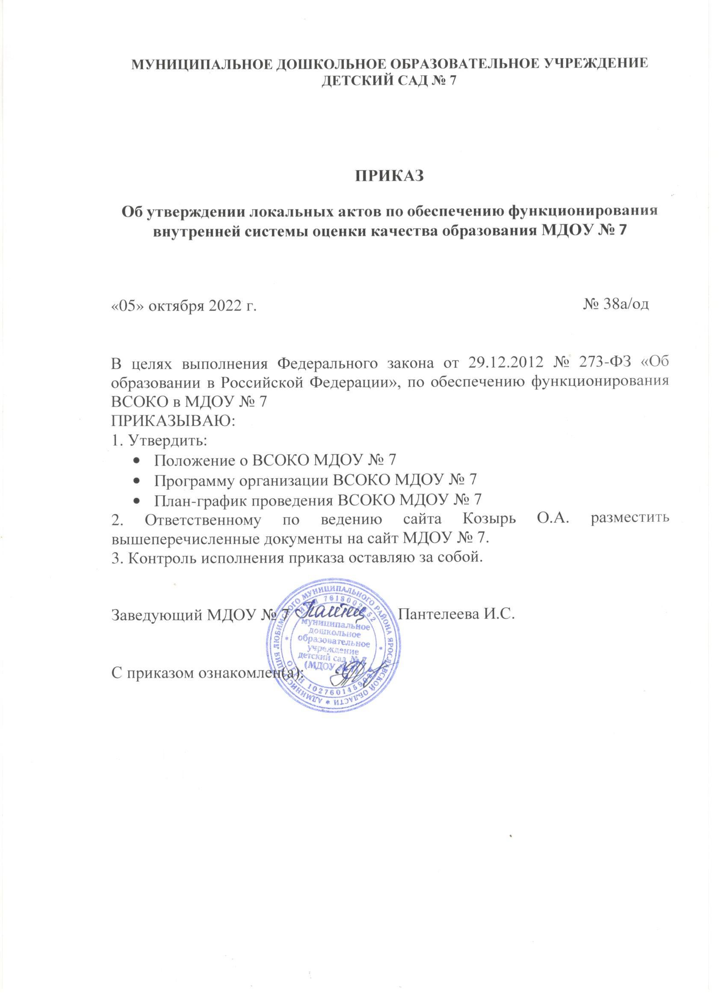 МУНИЦИПАЛЬНОЕ ДОШКОЛЬНОЕ ОБРАЗОВАТЕЛЬНОЕ УЧРЕЖДЕНИЕ
ДЕТСКИЙ САД № 7
ПРИКАЗ
Об утверждении локальных актов по обеспечению функционирования
внутренней системы оценки качества образования МДОУ № 7
«05» октября 2022 г. № 38а/од
В целях выполнения Федерального закона от 29.12.2012 № 273-ФЗ «Об
образовании в Российской Федерации», по обеспечению функционирования
ВСОКО в МДОУ № 7
ПРИКАЗЫВАЮ:
1. Утвердить:
• Положение о ВСОКО МДОУ № 7
• Программу организации ВСОКО МДОУ № 7
• План-график проведения ВСОКО МДОУ № 7
2. Ответственному по ведению сайта Козырь О.А. разместить
вышеперечисленные документы на сайт МДОУ № 7.
3. Контроль исполнения приказа оставляю за собой.
Заведующий МДОУ № 7 Пантелеева И.С.
С приказом ознакомлен(а):
АДМИНИСТРАЦИЯ ЛЮБИМСКОГО МУНИЦИПАЛЬНОГО РАЙОНА ЯРОСЛАВСКОЙ ОБЛАСТИ
ИНН
ОГРН
муниципальное
дошкольное
образовательное
учреждение
детский сад № 7
(МДОУ № 7)